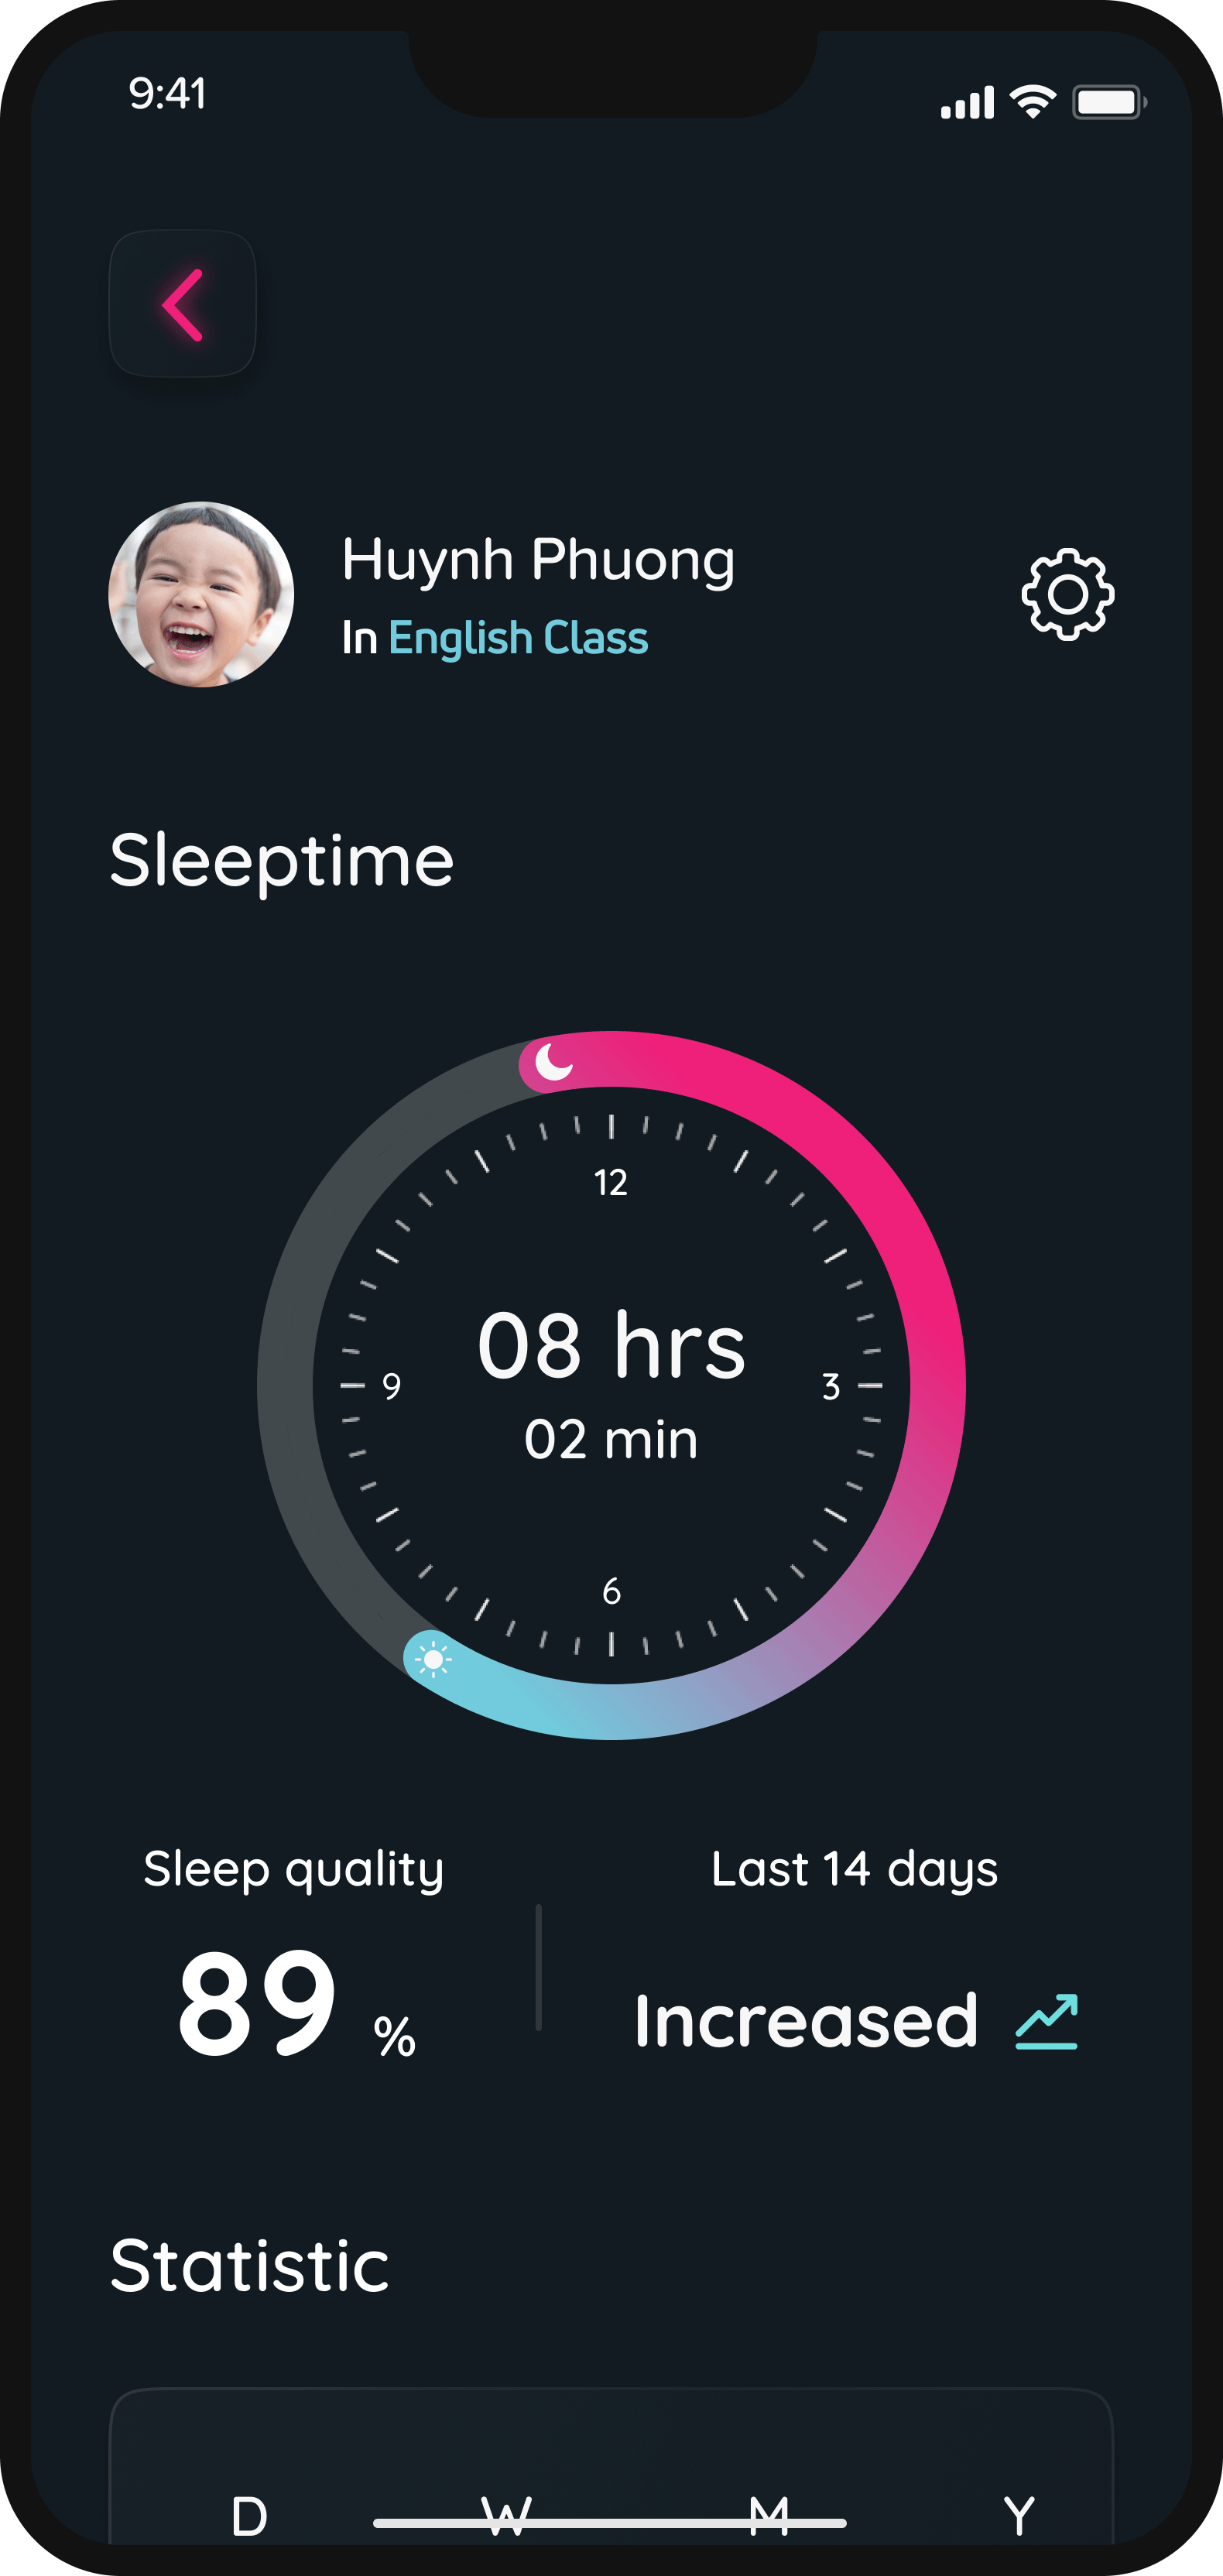 9:41
Huynh Phuong
In English Class
Sleeptime
12
08 hrs
9
3
02 min
6
Sleep quality
Last 14 days
89 %
Increased
Statistic
D W M Y